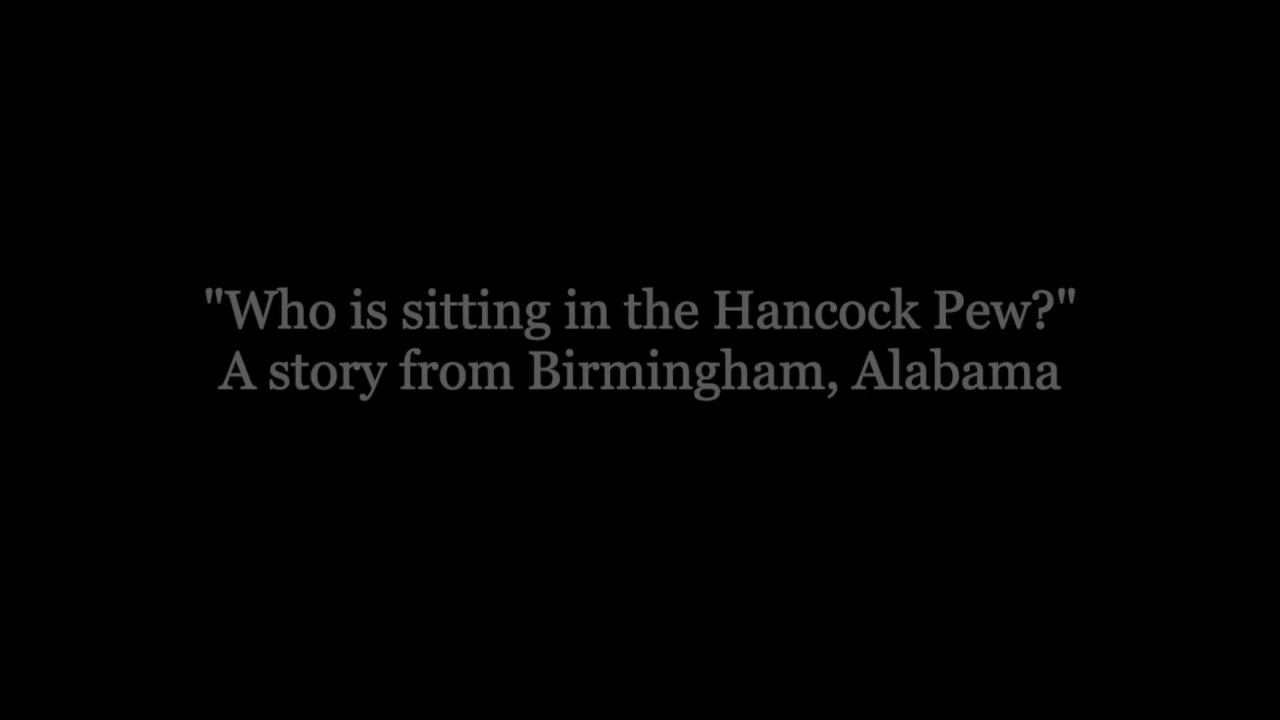 "Who is sitting in the Hancock Pew?"
A story from Birmingham, Alabama